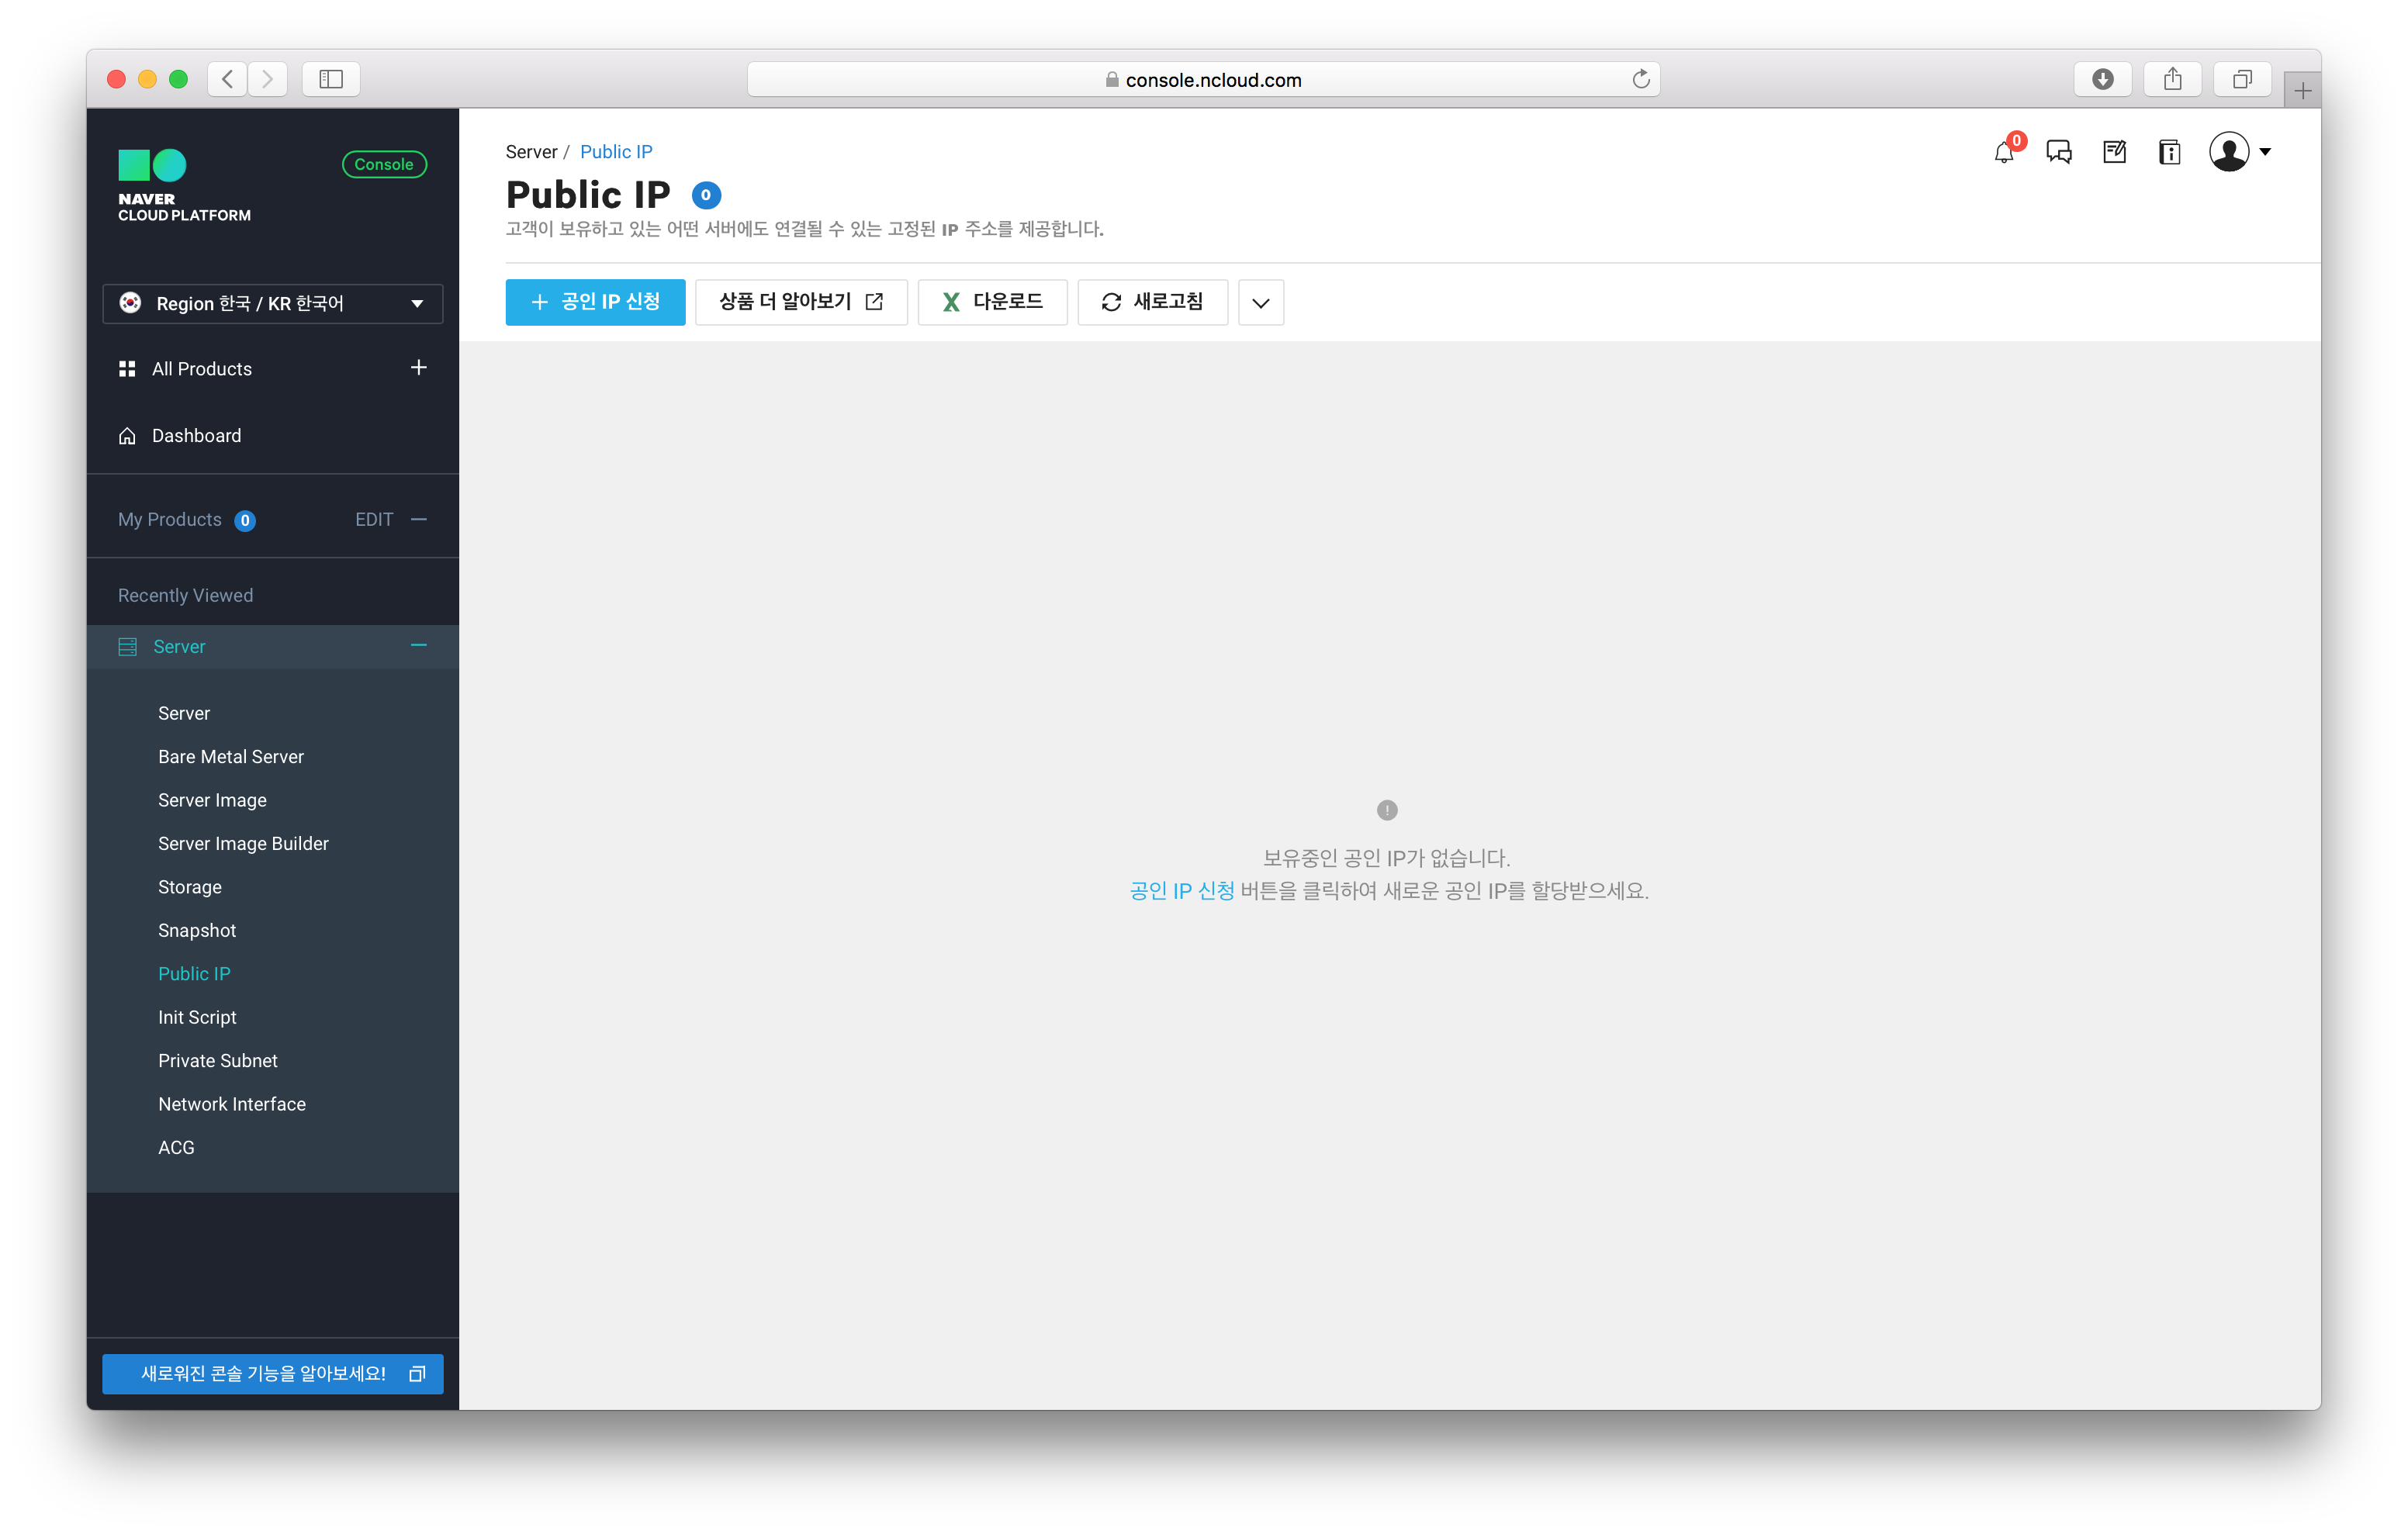 console.ncloud.com
NAVER
CLOUD PLATFORM
Console
Region 한국 / KR 한국어
All Products
Dashboard
My Products 0 EDIT
Recently Viewed
Server
Server
Bare Metal Server
Server Image
Server Image Builder
Storage
Snapshot
Public IP
Init Script
Private Subnet
Network Interface
ACG
새로워진 콘솔 기능을 알아보세요!
Server / Public IP
0
Public IP 0
고객이 보유하고 있는 어떤 서버에도 연결될 수 있는 고정된 IP 주소를 제공합니다.
+ 공인 IP 신청 상품 더 알아보기 다운로드 새로고침
보유중인 공인 IP가 없습니다.
공인 IP 신청 버튼을 클릭하여 새로운 공인 IP를 할당받으세요.